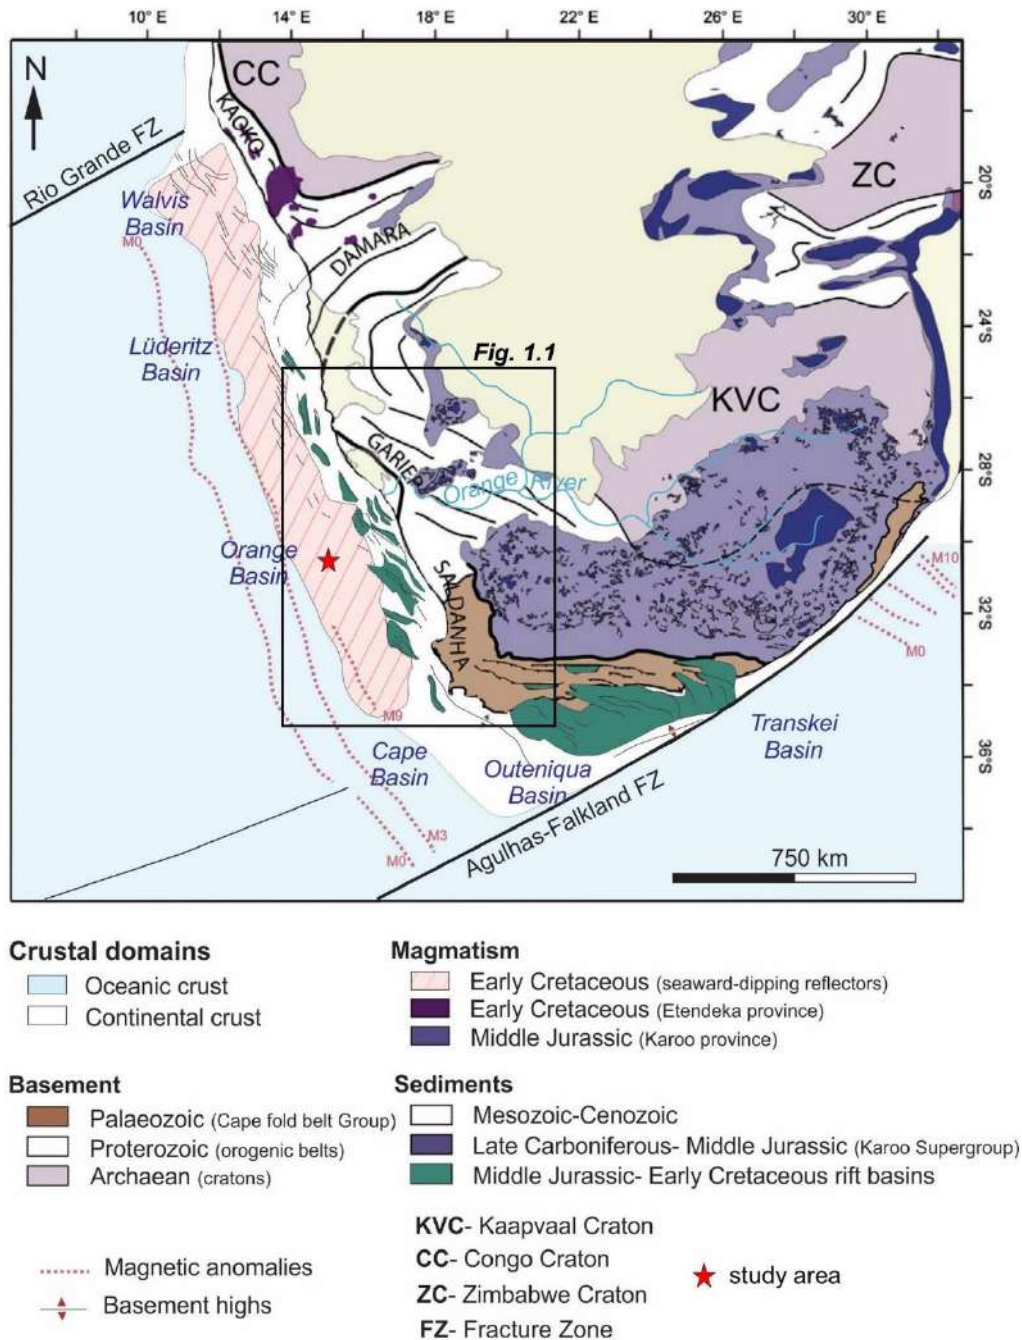 10° E
14° E
18° E
22° E
26° E
30° E
N
CC
KAOKO
ZC
Rio Grande FZ
20°S
Walvis
Basin
M0
DAMARA
24°S
Lüderitz
Basin
Fig. 1.1
KVC
GARIEP
Orange River
28°S
Orange
Basin
M10
SALDANHA
32°S
M0
M9
Transkei
Basin
Cape
Basin
Outeniqua
Basin
36°S
Agulhas-Falkland FZ
M3
M0
750 km
Crustal domains
Oceanic crust
Continental crust
Magmatism
Early Cretaceous (seaward-dipping reflectors)
Early Cretaceous (Etendeka province)
Middle Jurassic (Karoo province)
Basement
Palaeozoic (Cape fold belt Group)
Proterozoic (orogenic belts)
Archaean (cratons)
Sediments
Mesozoic-Cenozoic
Late Carboniferous- Middle Jurassic (Karoo Supergroup)
Middle Jurassic- Early Cretaceous rift basins
Magnetic anomalies
Basement highs
KVC- Kaapvaal Craton
CC- Congo Craton
ZC- Zimbabwe Craton
FZ- Fracture Zone
study area